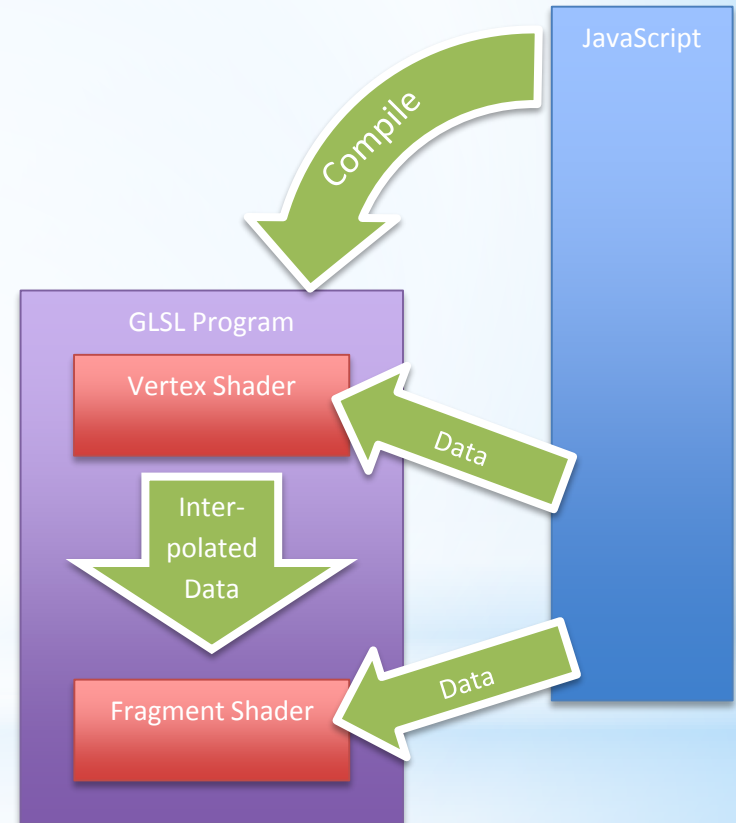 JavaScript
Compile
GLSL Program
Vertex Shader
Data
Inter-
polated
Data
Data
Fragment Shader